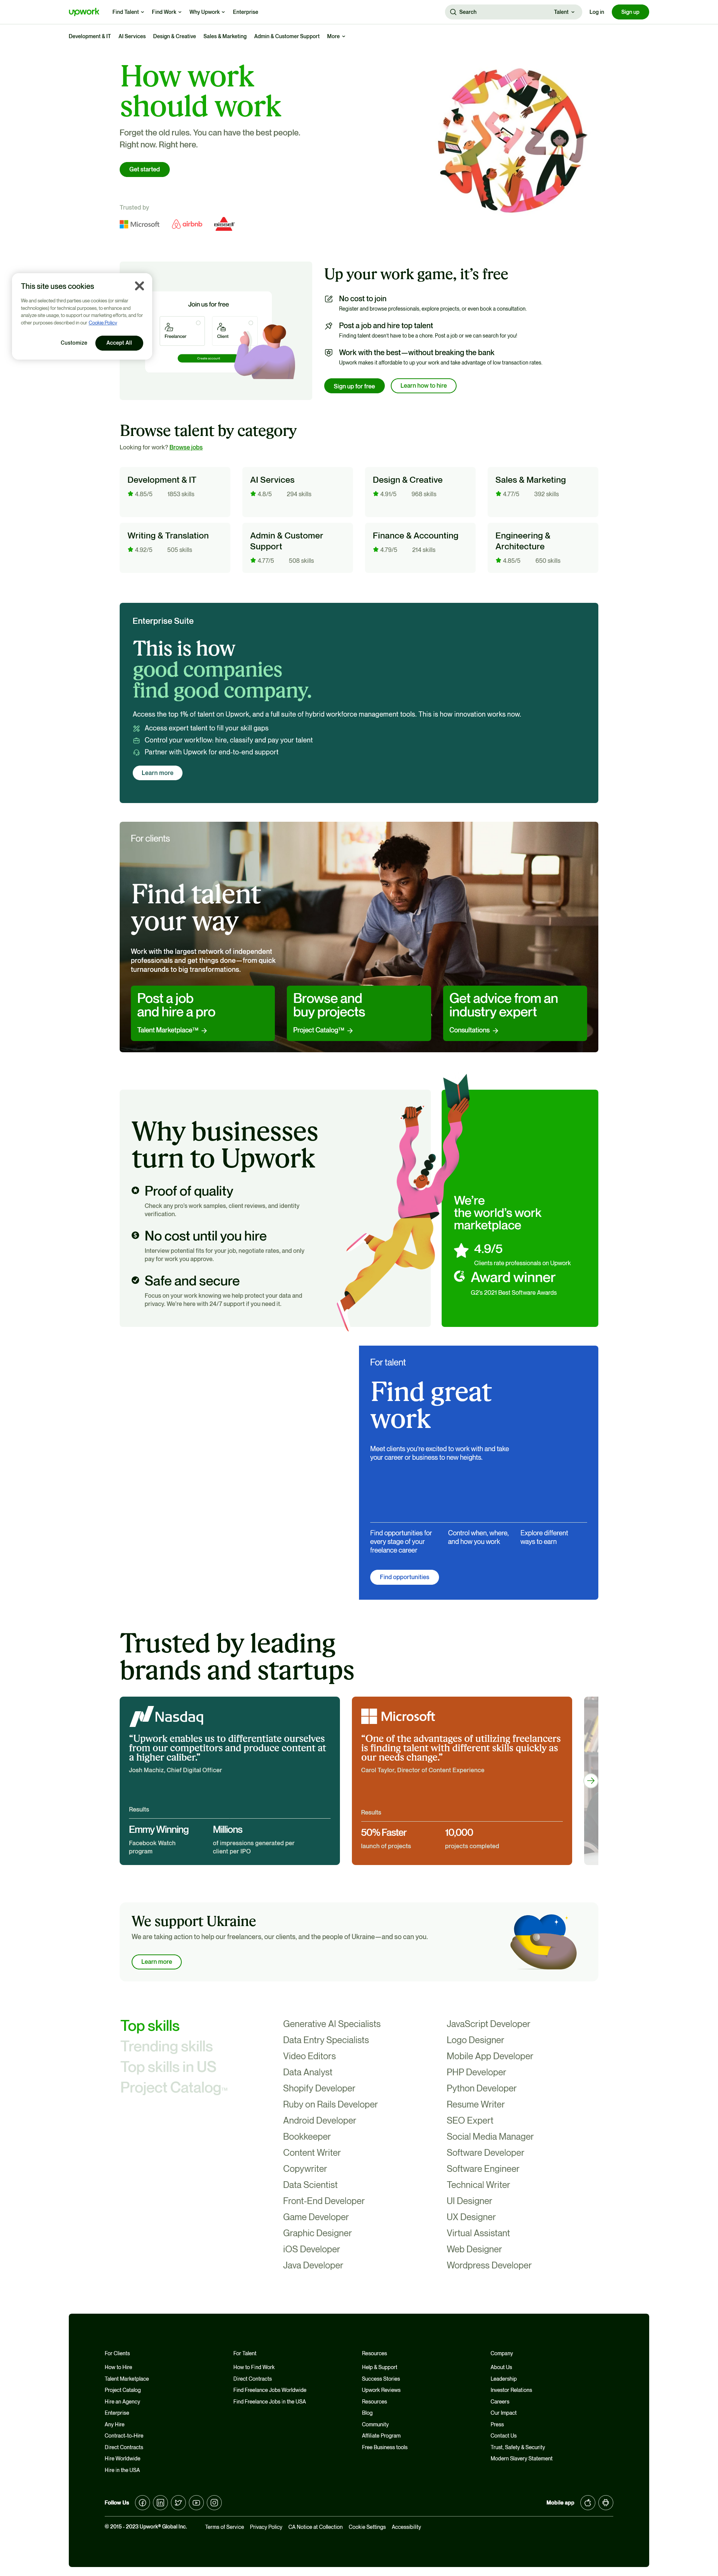 upwork
Find Talent
Find Work
Why Upwork
Enterprise
Search
Talent
Log in
Sign up
Development & IT
AI Services
Design & Creative
Sales & Marketing
Admin & Customer Support
More
How work
should work
Forget the old rules. You can have the best people.
Right now. Right here.
Get started
Trusted by
Microsoft
airbnb
BISSELL
This site uses cookies
We and selected third parties use cookies (or similar
technologies) for technical purposes, to enhance and
analyze site usage, to support our marketing efforts, and for
other purposes described in our Cookie Policy
Customize
Accept All
Join us for free
Freelancer
Client
Create account
Up your work game, it’s free
No cost to join
Register and browse professionals, explore projects, or even book a consultation.
Post a job and hire top talent
Finding talent doesn’t have to be a chore. Post a job or we can search for you!
Work with the best—without breaking the bank
Upwork makes it affordable to up your work and take advantage of low transaction rates.
Sign up for free
Learn how to hire
Browse talent by category
Looking for work? Browse jobs
Development & IT
4.85/5
1853 skills
AI Services
4.8/5
294 skills
Design & Creative
4.91/5
968 skills
Sales & Marketing
4.77/5
392 skills
Writing & Translation
4.92/5
505 skills
Admin & Customer
Support
4.77/5
508 skills
Finance & Accounting
4.79/5
214 skills
Engineering &
Architecture
4.85/5
650 skills
Enterprise Suite
This is how
good companies
find good company.
Access the top 1% of talent on Upwork, and a full suite of hybrid workforce management tools. This is how innovation works now.
Access expert talent to fill your skill gaps
Control your workflow: hire, classify and pay your talent
Partner with Upwork for end-to-end support
Learn more
For clients
Find talent
your way
Work with the largest network of independent
professionals and get things done—from quick
turnarounds to big transformations.
Post a job
and hire a pro
Talent Marketplace™
Browse and
buy projects
Project Catalog™
Get advice from an
industry expert
Consultations
Why businesses
turn to Upwork
Proof of quality
Check any pro’s work samples, client reviews, and identity
verification.
No cost until you hire
Interview potential fits for your job, negotiate rates, and only
pay for work you approve.
Safe and secure
Focus on your work knowing we help protect your data and
privacy. We’re here with 24/7 support if you need it.
We’re
the world’s work
marketplace
4.9/5
Clients rate professionals on Upwork
Award winner
G2’s 2021 Best Software Awards
For talent
Find great
work
Meet clients you’re excited to work with and take
your career or business to new heights.
Find opportunities for
every stage of your
freelance career
Control when, where,
and how you work
Explore different
ways to earn
Find opportunities
Trusted by leading
brands and startups
Nasdaq
“Upwork enables us to differentiate ourselves
from our competitors and produce content at
a higher caliber.”
Josh Machiz, Chief Digital Officer
Results
Emmy Winning
Facebook Watch
program
Millions
of impressions generated per
client per IPO
Microsoft
“One of the advantages of utilizing freelancers
is finding talent with different skills quickly as
our needs change.”
Carol Taylor, Director of Content Experience
Results
50% Faster
launch of projects
10,000
projects completed
We support Ukraine
We are taking action to help our freelancers, our clients, and the people of Ukraine—and so can you.
Learn more
Top skills
Trending skills
Top skills in US
Project Catalog™
Generative AI Specialists
Data Entry Specialists
Video Editors
Data Analyst
Shopify Developer
Ruby on Rails Developer
Android Developer
Bookkeeper
Content Writer
Copywriter
Data Scientist
Front-End Developer
Game Developer
Graphic Designer
iOS Developer
Java Developer
JavaScript Developer
Logo Designer
Mobile App Developer
PHP Developer
Python Developer
Resume Writer
SEO Expert
Social Media Manager
Software Developer
Software Engineer
Technical Writer
UI Designer
UX Designer
Virtual Assistant
Web Designer
Wordpress Developer
For Clients
How to Hire
Talent Marketplace
Project Catalog
Hire an Agency
Enterprise
Any Hire
Contract-to-Hire
Direct Contracts
Hire Worldwide
Hire in the USA
For Talent
How to Find Work
Direct Contracts
Find Freelance Jobs Worldwide
Find Freelance Jobs in the USA
Resources
Help & Support
Success Stories
Upwork Reviews
Resources
Blog
Community
Affiliate Program
Free Business tools
Company
About Us
Leadership
Investor Relations
Careers
Our Impact
Press
Contact Us
Trust, Safety & Security
Modern Slavery Statement
Follow Us
Mobile app
© 2015 - 2023 Upwork® Global Inc.
Terms of Service
Privacy Policy
CA Notice at Collection
Cookie Settings
Accessibility